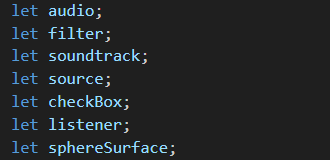 let audio;
let filter;
let soundtrack;
let source;
let checkBox;
let listener;
let sphereSurface;